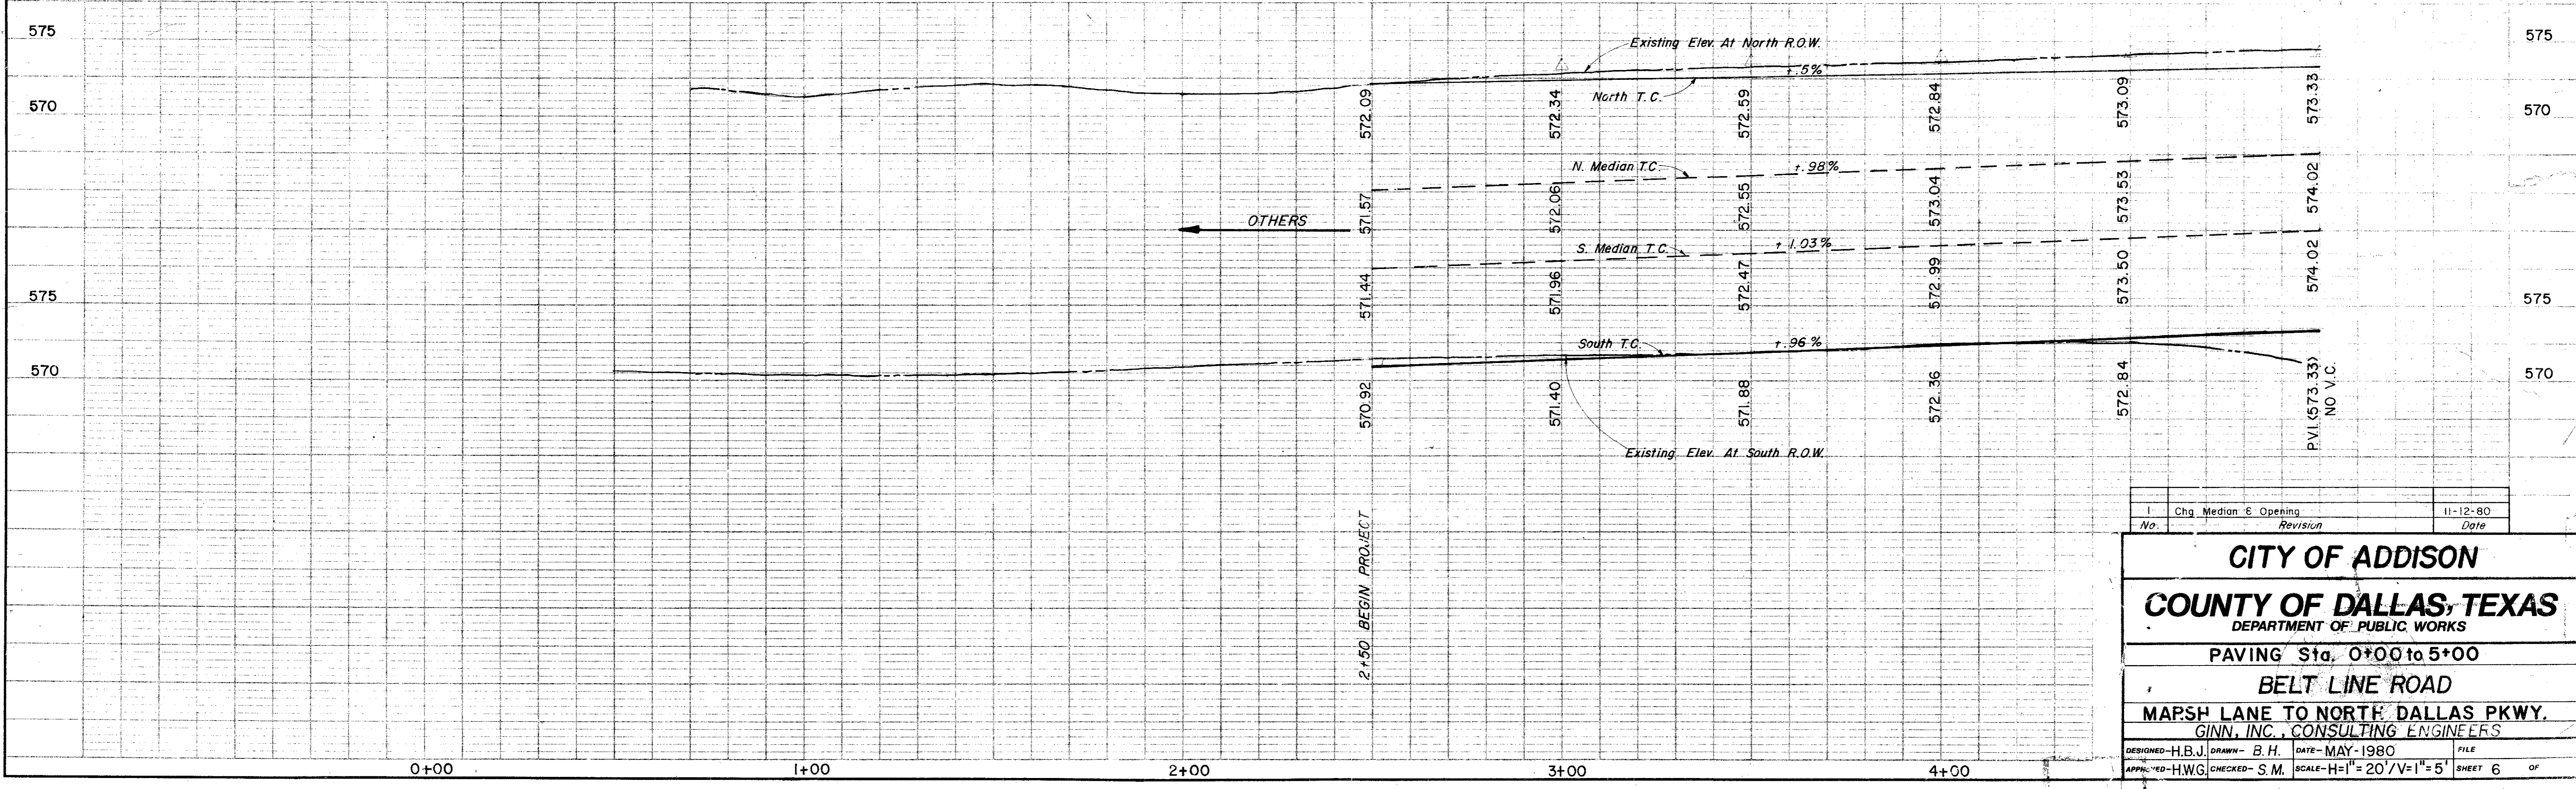 575
575
Existing Elev. At North R.O.W.
+.5%
570
570
North T.C.
572.09
572.34
572.59
572.84
573.09
573.33
N. Median T.C.
+.98%
571.57
572.06
572.55
573.04
573.53
574.02
OTHERS
S. Median T.C.
+1.03%
571.44
571.96
572.47
572.99
573.50
574.02
575
575
South T.C.
+.96%
570
570
570.92
571.40
571.88
572.36
572.84
P.V.I. (573.33)
NO V.C.
Existing Elev. At South R.O.W.
2+50 BEGIN PROJECT
1 Chg. Median & Opening 11-12-80
No. Revision Date
CITY OF ADDISON
COUNTY OF DALLAS, TEXAS
DEPARTMENT OF PUBLIC WORKS
PAVING Sta. 0+00 to 5+00
BELT LINE ROAD
MARSH LANE TO NORTH DALLAS PKWY.
GINN, INC., CONSULTING ENGINEERS
DESIGNED-H.B.J. DRAWN- B.H. DATE-MAY-1980 FILE
APPROVED-H.W.G. CHECKED- S.M. SCALE-H=1"=20'/V=1"=5' SHEET 6 OF
0+00 1+00 2+00 3+00 4+00